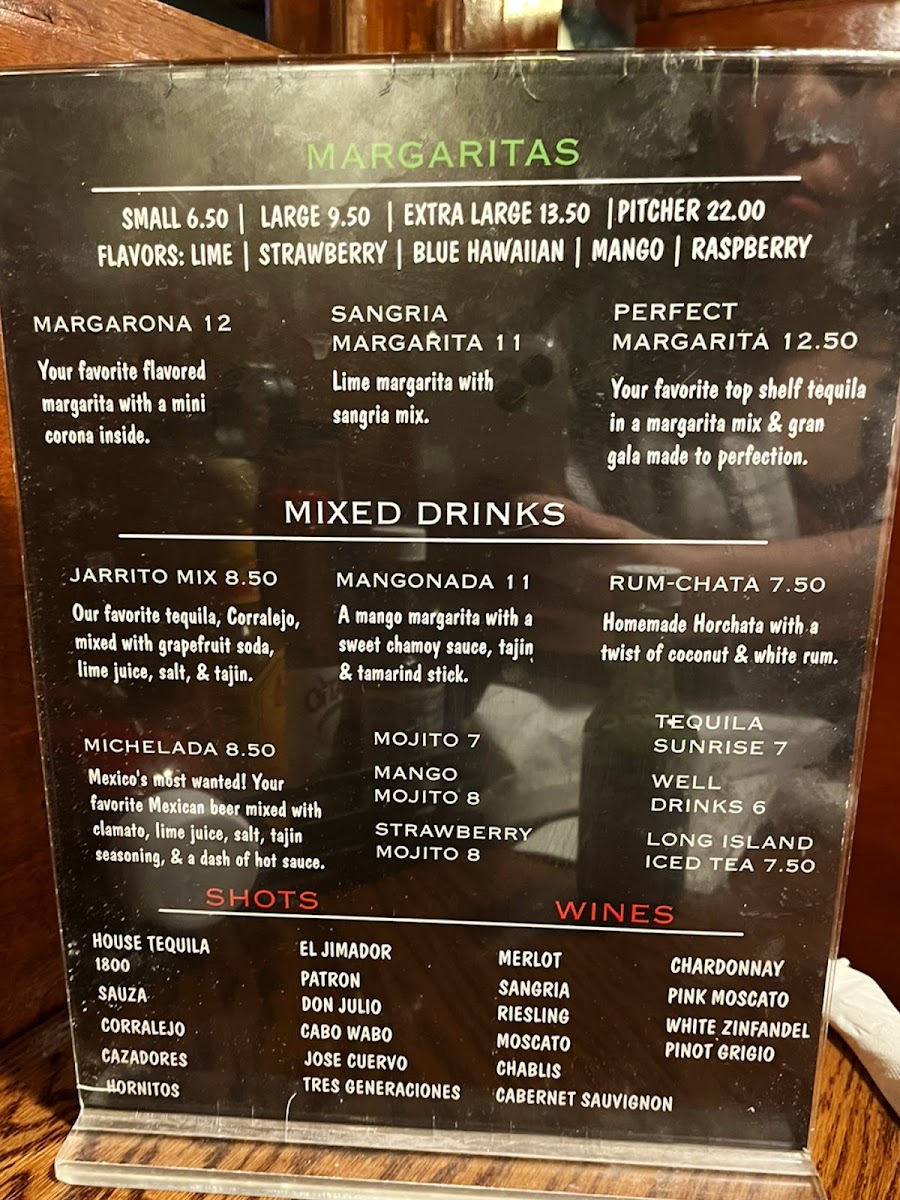 MARGARITAS
SMALL 6.50 | LARGE 9.50 | EXTRA LARGE 13.50 | PITCHER 22.00
FLAVORS: LIME | STRAWBERRY | BLUE HAWAIIAN | MANGO | RASPBERRY
MARGARONA 12
Your favorite flavored
margarita with a mini
corona inside.
SANGRIA
MARGARITA 11
Lime margarita with
sangria mix.
PERFECT
MARGARITA 12.50
Your favorite top shelf tequila
in a margarita mix & gran
gala made to perfection.
MIXED DRINKS
JARRITO MIX 8.50
Our favorite tequila, Corralejo,
mixed with grapefruit soda,
lime juice, salt, & tajin.
MANGONADA 11
A mango margarita with a
sweet chamoy sauce, tajin
& tamarind stick.
RUM-CHATA 7.50
Homemade Horchata with a
twist of coconut & white rum.
MICHELADA 8.50
Mexico's most wanted! Your
favorite Mexican beer mixed with
clamato, lime juice, salt, tajin
seasoning, & a dash of hot sauce.
MOJITO 7
MANGO
MOJITO 8
STRAWBERRY
MOJITO 8
TEQUILA
SUNRISE 7
WELL
DRINKS 6
LONG ISLAND
ICED TEA 7.50
SHOTS
HOUSE TEQUILA
1800
SAUZA
CORRALEJO
CAZADORES
HORNITOS
EL JIMADOR
PATRON
DON JULIO
CABO WABO
JOSE CUERVO
TRES GENERACIONES
WINES
MERLOT
SANGRIA
RIESLING
MOSCATO
CHABLIS
CABERNET SAUVIGNON
CHARDONNAY
PINK MOSCATO
WHITE ZINFANDEL
PINOT GRIGIO